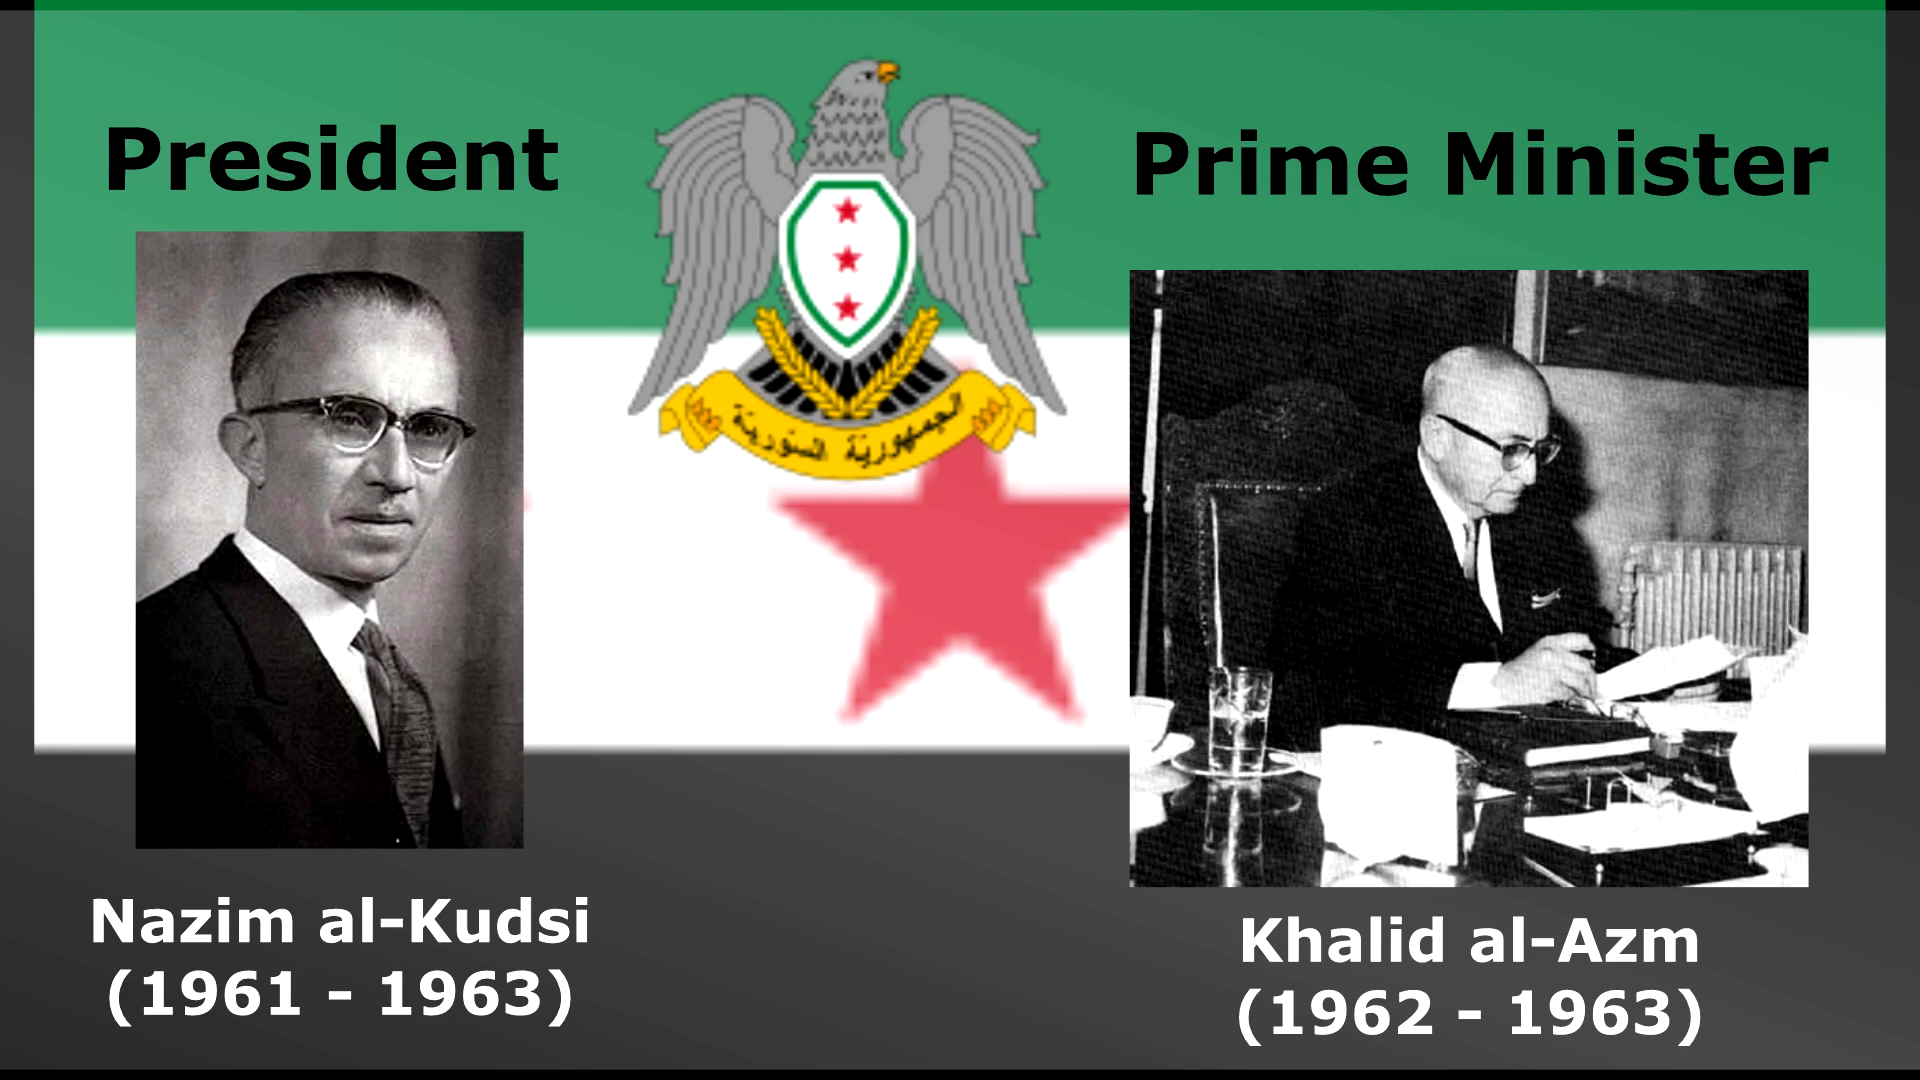 President
Prime Minister
الجمهورية السورية
Nazim al-Kudsi
(1961 - 1963)
Khalid al-Azm
(1962 - 1963)